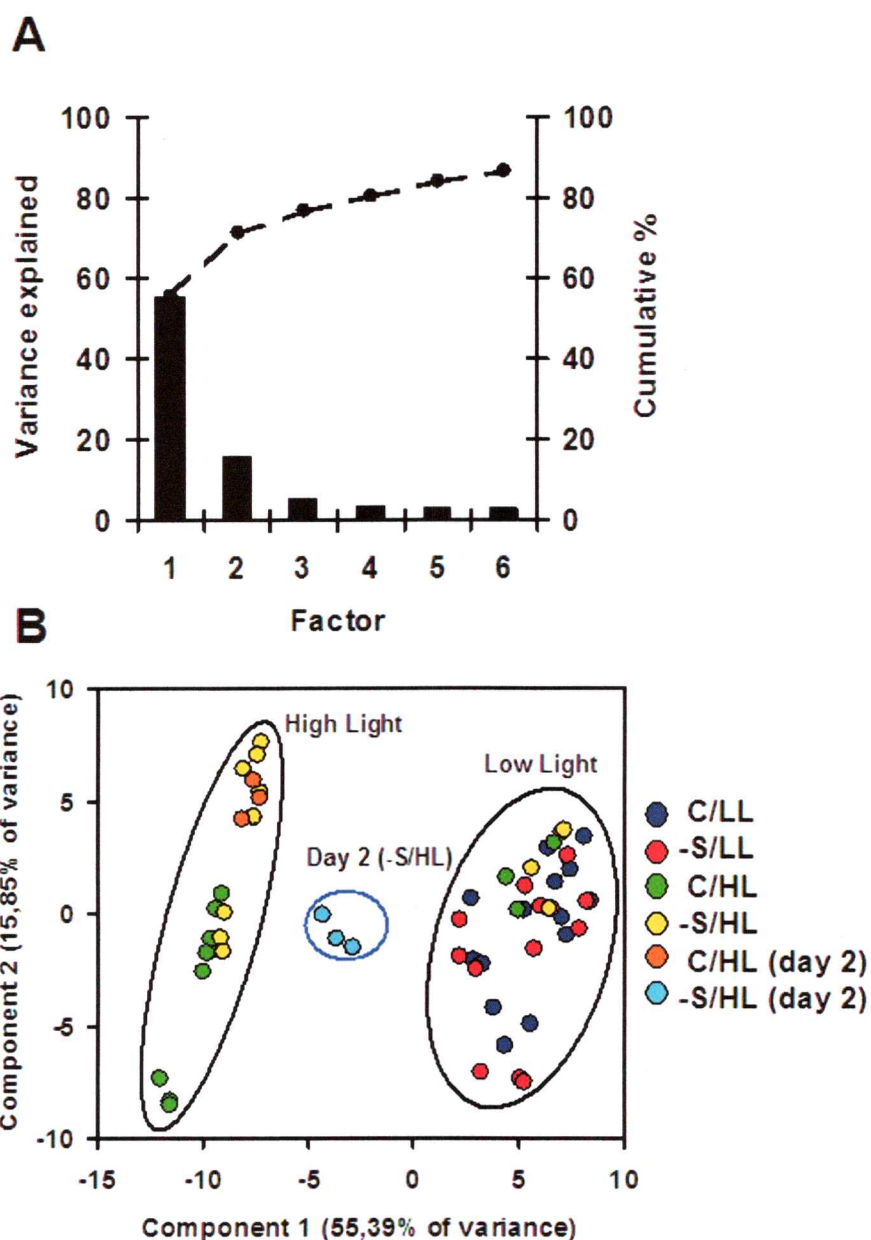 A
100
80
60
40
20
0
Variance explained
100
80
60
40
20
0
Cumulative %
1 2 3 4 5 6
Factor
B
10
5
0
-5
-10
Component 2 (15,85% of variance)
High Light
Low Light
Day 2 (-S/HL)
C/LL
-S/LL
C/HL
-S/HL
C/HL (day 2)
-S/HL (day 2)
-15 -10 -5 0 5 10
Component 1 (55,39% of variance)